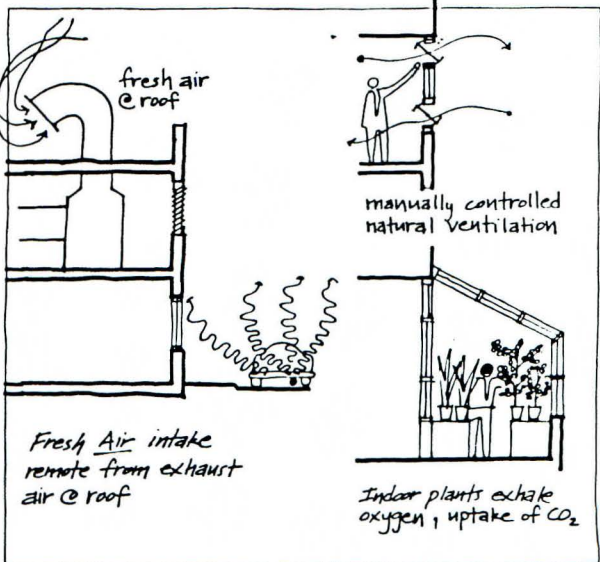 fresh air
@ roof
manually controlled
natural ventilation
Fresh Air intake
remote from exhaust
air @ roof
Indoor plants exhale
oxygen, uptake of CO₂